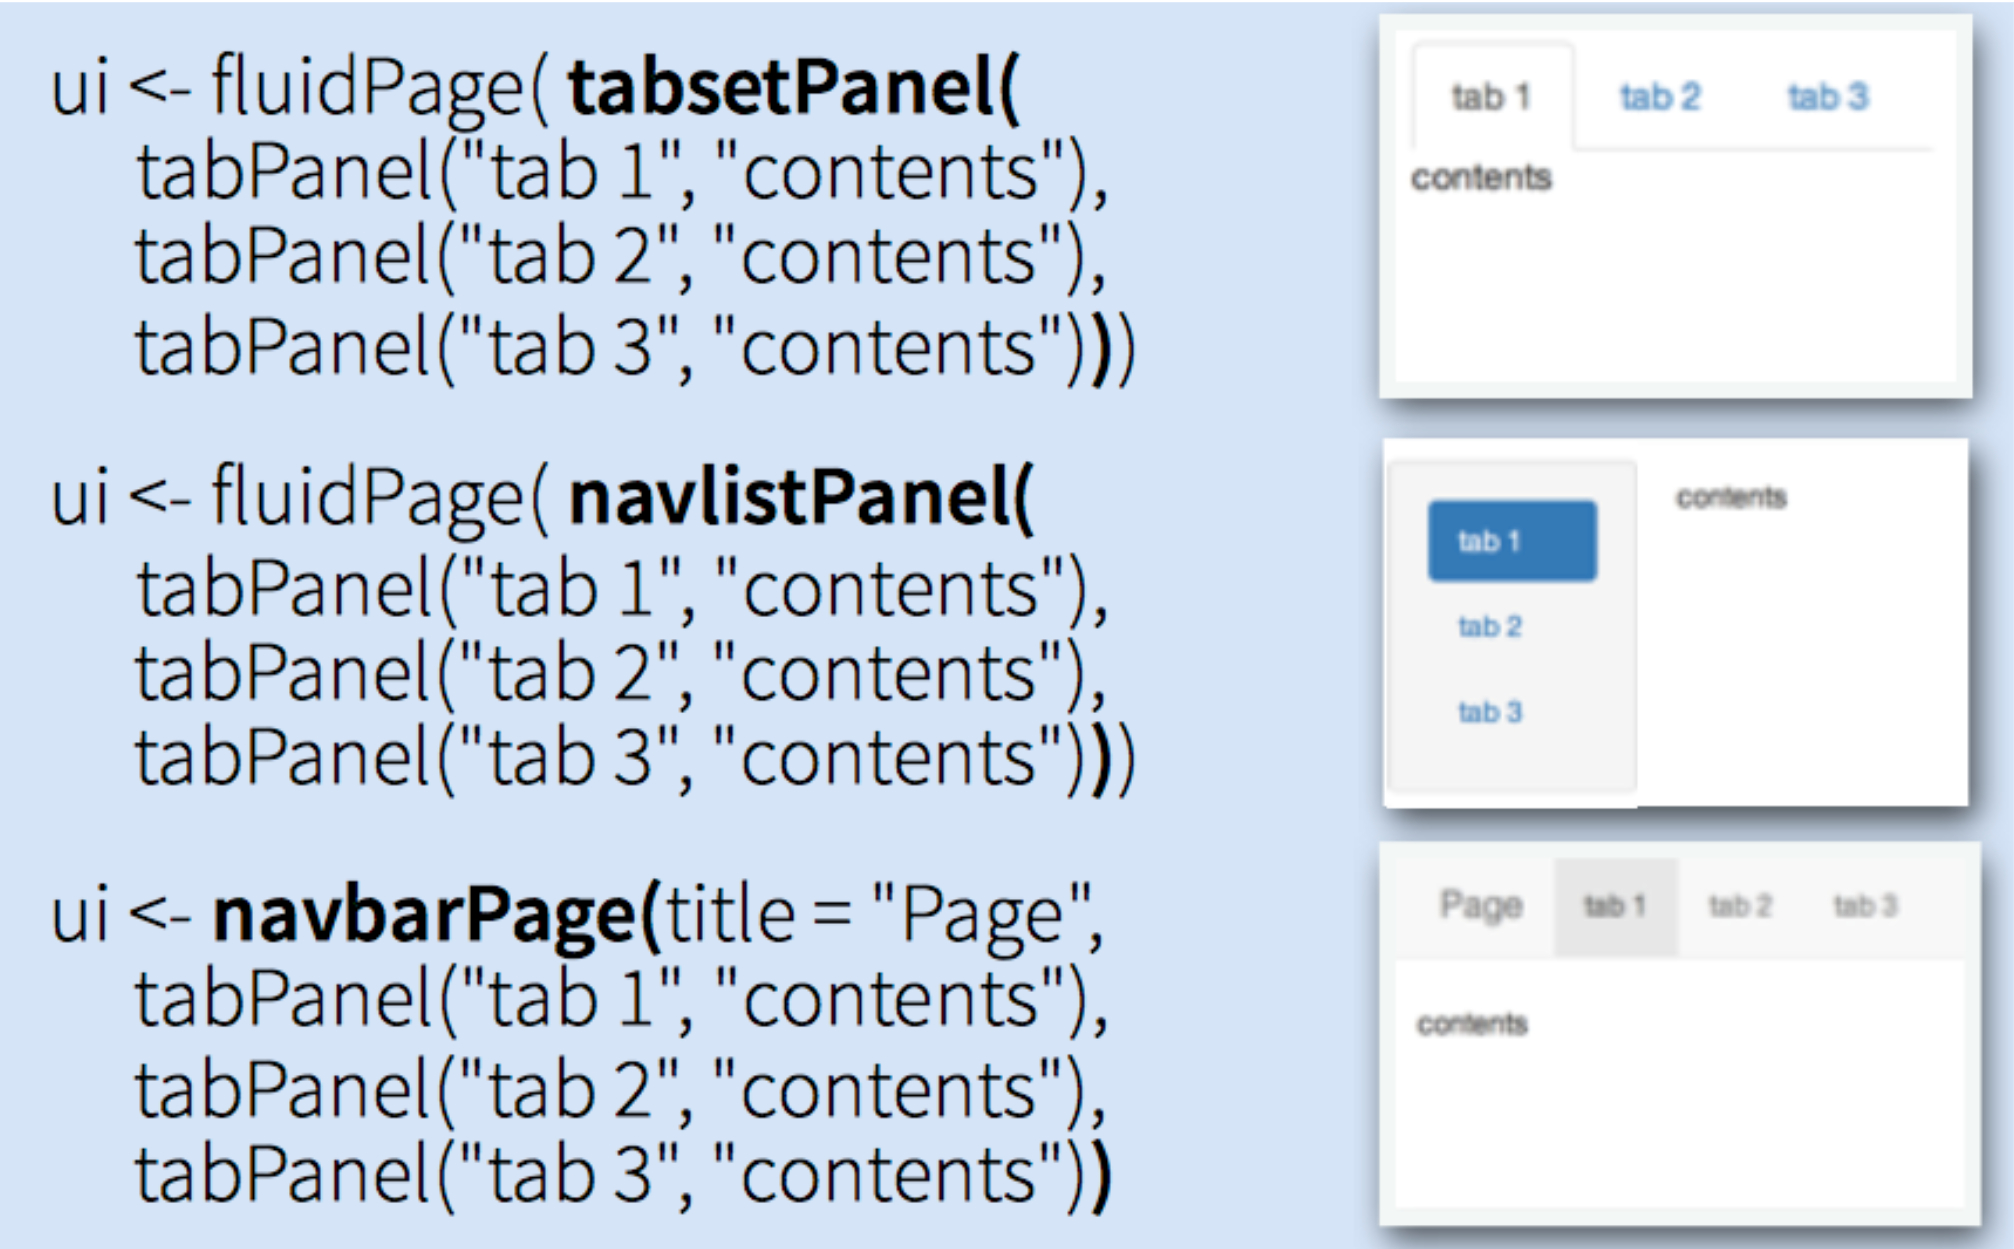 ui <- fluidPage( tabsetPanel(
tabPanel("tab 1", "contents"),
tabPanel("tab 2", "contents"),
tabPanel("tab 3", "contents")))
tab 1 tab 2 tab 3
contents
ui <- fluidPage( navlistPanel(
tabPanel("tab 1", "contents"),
tabPanel("tab 2", "contents"),
tabPanel("tab 3", "contents")))
tab 1
tab 2
tab 3
contents
ui <- navbarPage(title = "Page",
tabPanel("tab 1", "contents"),
tabPanel("tab 2", "contents"),
tabPanel("tab 3", "contents"))
Page tab 1 tab 2 tab 3
contents